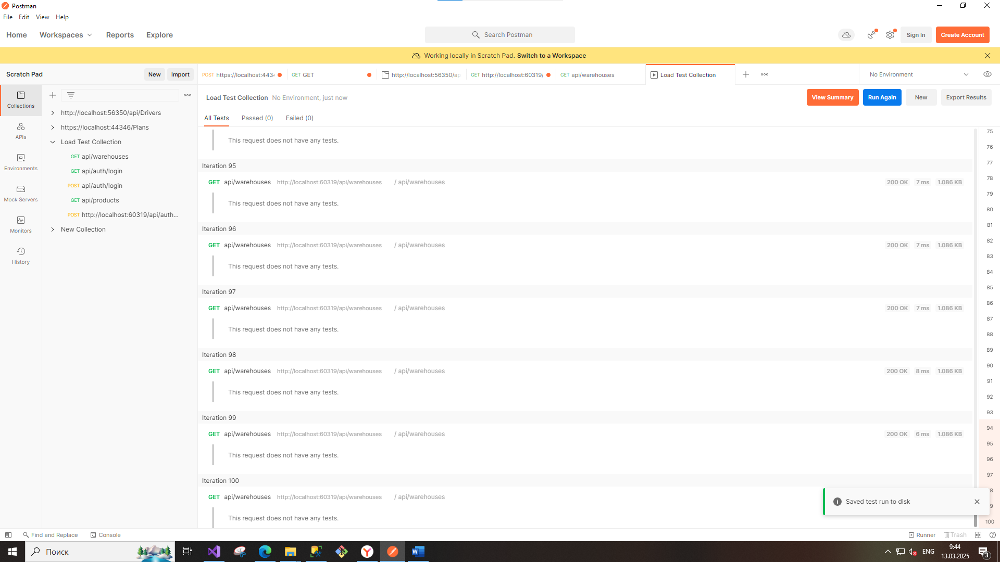 Postman
File Edit View Help
Home Workspaces Reports Explore
Search Postman
Sign In
Create Account
Working locally in Scratch Pad. Switch to a Workspace
Scratch Pad
New
Import
POST https://localhost:443
GET GET
http://localhost:56350/ap
GET http://localhost:60319/
GET api/warehouses
Load Test Collection
No Environment
Collections
APIs
Environments
Mock Servers
Monitors
History
http://localhost:56350/api/Drivers
https://localhost:44346/Plans
Load Test Collection
GET api/warehouses
GET api/auth/login
POST api/auth/login
GET api/products
POST http://localhost:60319/api/auth...
New Collection
Load Test Collection No Environment, just now
View Summary
Run Again
New
Export Results
All Tests Passed (0) Failed (0)
This request does not have any tests.
Iteration 95
GET api/warehouses http://localhost:60319/api/warehouses / api/warehouses 200 OK 7 ms 1.086 KB
This request does not have any tests.
Iteration 96
GET api/warehouses http://localhost:60319/api/warehouses / api/warehouses 200 OK 7 ms 1.086 KB
This request does not have any tests.
Iteration 97
GET api/warehouses http://localhost:60319/api/warehouses / api/warehouses 200 OK 7 ms 1.086 KB
This request does not have any tests.
Iteration 98
GET api/warehouses http://localhost:60319/api/warehouses / api/warehouses 200 OK 8 ms 1.086 KB
This request does not have any tests.
Iteration 99
GET api/warehouses http://localhost:60319/api/warehouses / api/warehouses 200 OK 6 ms 1.086 KB
This request does not have any tests.
Iteration 100
GET api/warehouses http://localhost:60319/api/warehouses / api/warehouses
This request does not have any tests.
75
76
77
78
79
80
81
82
83
84
85
86
87
88
89
90
91
92
93
94
95
96
97
8
9
100
Saved test run to disk
Find and Replace
Console
Runner
Trash
Поиск
ENG
9:44
13.03.2025
3